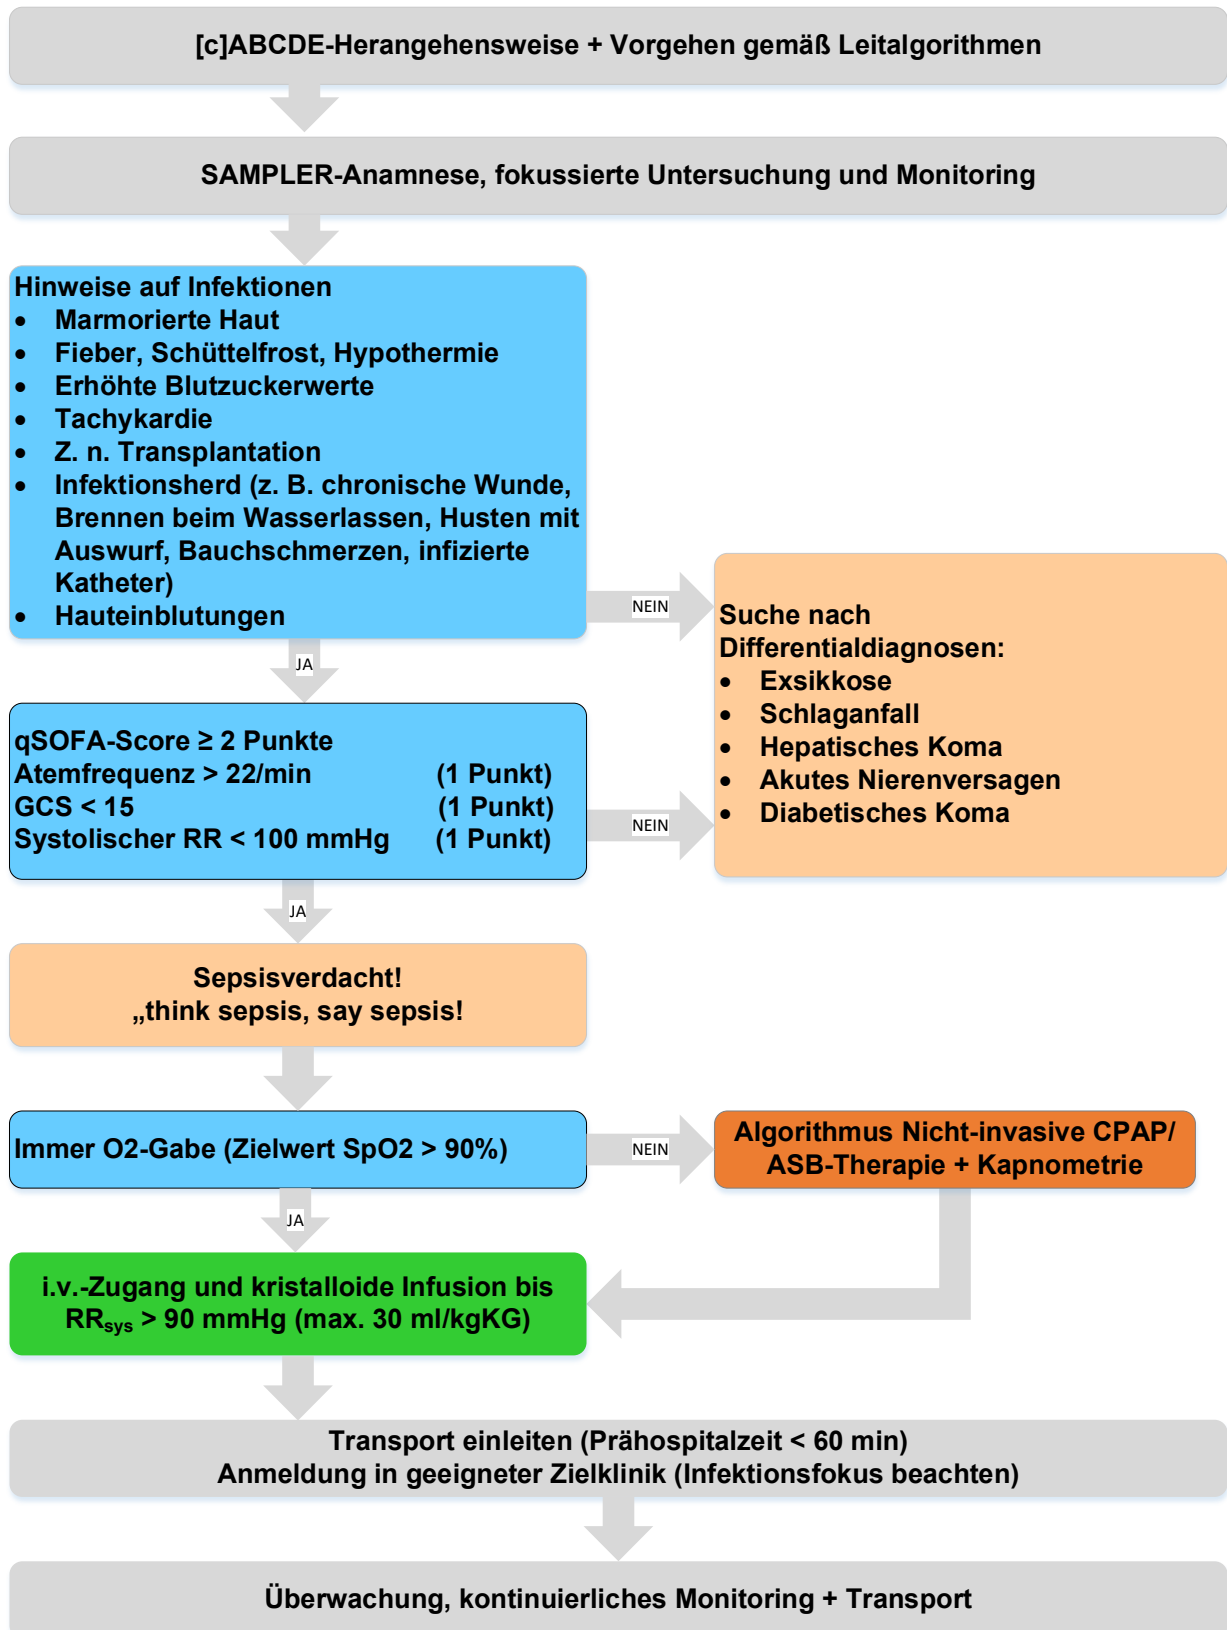 [c]ABCDE-Herangehensweise + Vorgehen gemäß Leitalgorithmen
SAMPLER-Anamnese, fokussierte Untersuchung und Monitoring
Hinweise auf Infektionen
• Marmorierte Haut
• Fieber, Schüttelfrost, Hypothermie
• Erhöhte Blutzuckerwerte
• Tachykardie
• Z. n. Transplantation
• Infektionsherd (z. B. chronische Wunde,
Brennen beim Wasserlassen, Husten mit
Auswurf, Bauchschmerzen, infizierte
Katheter)
• Hauteinblutungen
NEIN
Suche nach
Differentialdiagnosen:
• Exsikkose
• Schlaganfall
• Hepatisches Koma
• Akutes Nierenversagen
• Diabetisches Koma
JA
qSOFA-Score ≥ 2 Punkte
Atemfrequenz > 22/min (1 Punkt)
GCS < 15 (1 Punkt)
Systolischer RR < 100 mmHg (1 Punkt)
NEIN
JA
Sepsisverdacht!
„think sepsis, say sepsis!
Immer O2-Gabe (Zielwert SpO2 > 90%)
NEIN
Algorithmus Nicht-invasive CPAP/
ASB-Therapie + Kapnometrie
JA
i.v.-Zugang und kristalloide Infusion bis
RRsys > 90 mmHg (max. 30 ml/kgKG)
Transport einleiten (Prähospitalzeit < 60 min)
Anmeldung in geeigneter Zielklinik (Infektionsfokus beachten)
Überwachung, kontinuierliches Monitoring + Transport